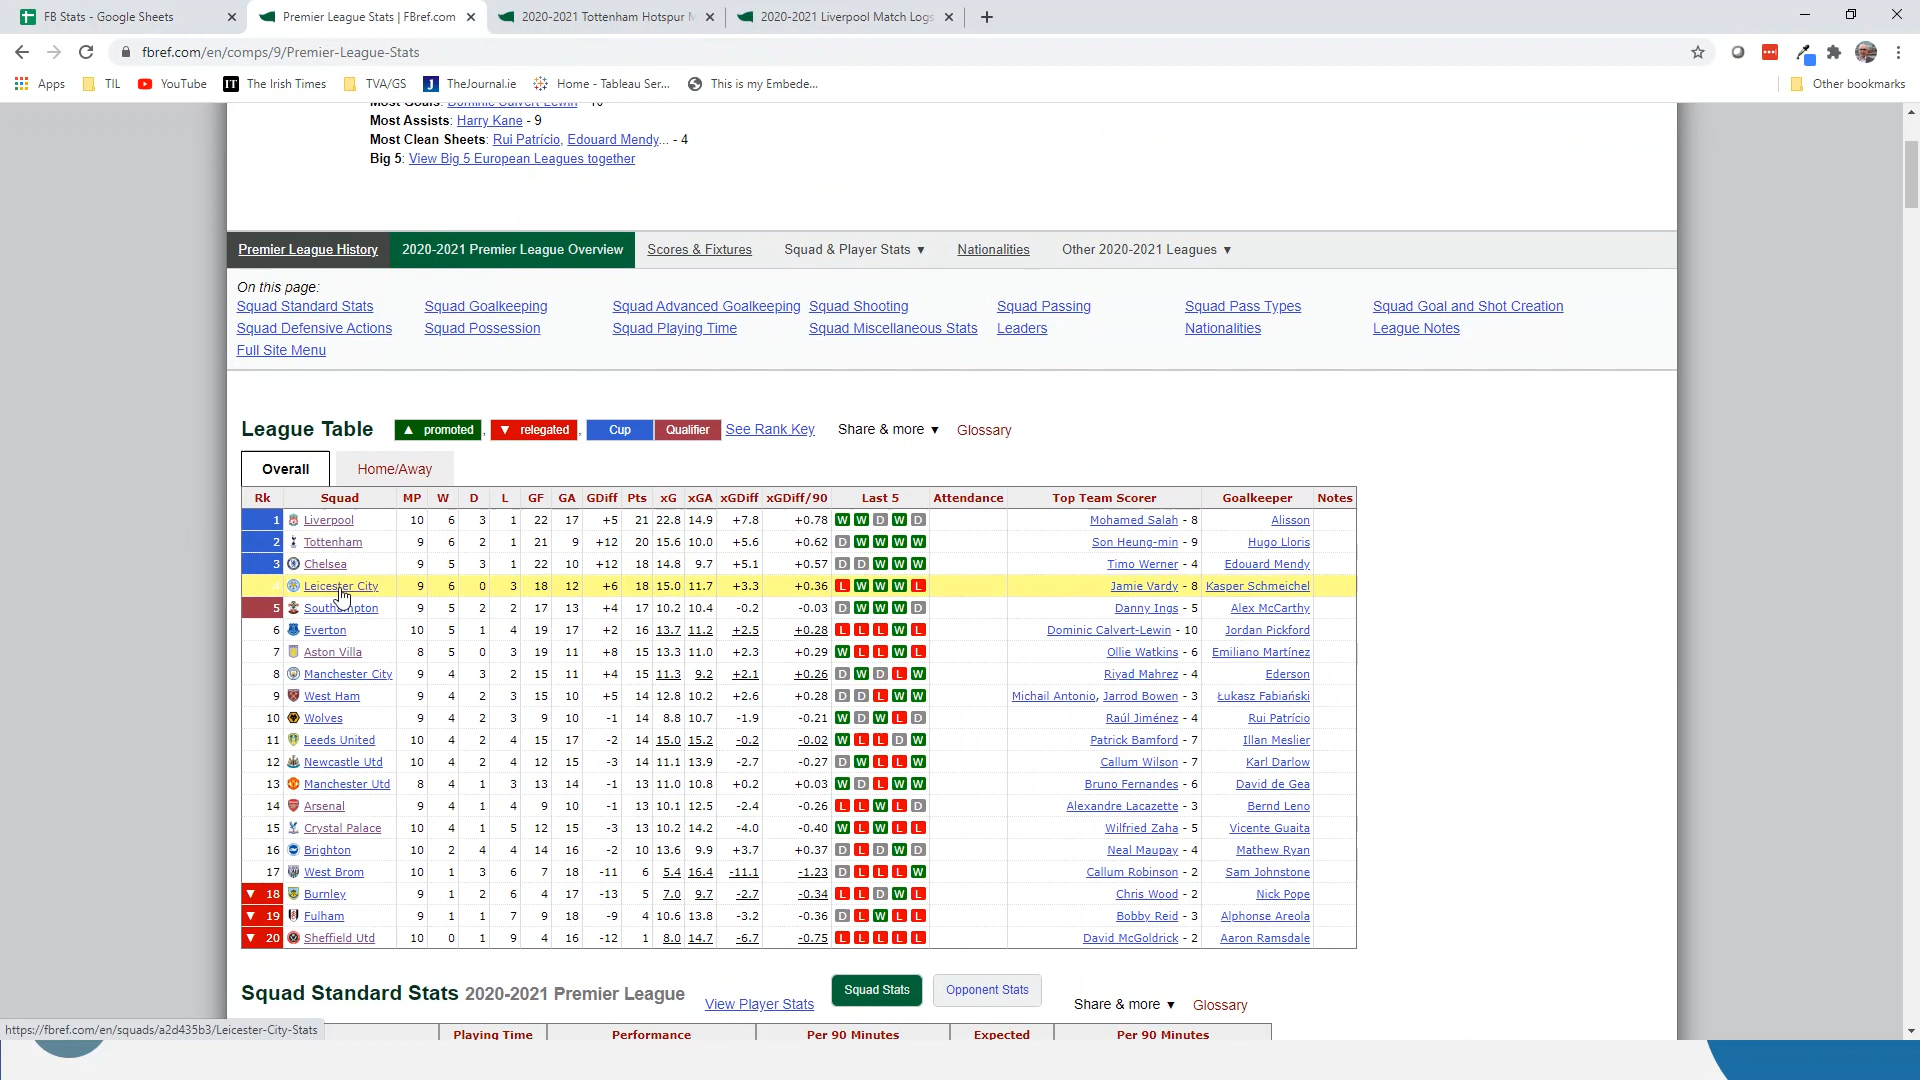 FB Stats - Google Sheets
Premier League Stats | FBref.com
2020-2021 Tottenham Hotspur M
2020-2021 Liverpool Match Logs
fbref.com/en/comps/9/Premier-League-Stats
Apps TIL YouTube The Irish Times TVA/GS TheJournal.ie Home - Tableau Ser... This is my Embede... Other bookmarks
Most Goals: Dominic Calvert-Lewin - 10
Most Assists: Harry Kane - 9
Most Clean Sheets: Rui Patrício, Edouard Mendy... - 4
Big 5: View Big 5 European Leagues together
Premier League History 2020-2021 Premier League Overview Scores & Fixtures Squad & Player Stats ▼ Nationalities Other 2020-2021 Leagues ▼
On this page:
Squad Standard Stats Squad Goalkeeping Squad Advanced Goalkeeping Squad Shooting Squad Passing Squad Pass Types Squad Goal and Shot Creation
Squad Defensive Actions Squad Possession Squad Playing Time Squad Miscellaneous Stats Leaders Nationalities League Notes
Full Site Menu
League Table ▲ promoted , ▼ relegated , Cup Qualifier See Rank Key Share & more ▼ Glossary
Overall Home/Away
Rk Squad MP W D L GF GA GDiff Pts xG xGA xGDiff xGDiff/90 Last 5 Attendance Top Team Scorer Goalkeeper Notes
1 Liverpool 10 6 3 1 22 17 +5 21 22.8 14.9 +7.8 +0.78 W W D W D Mohamed Salah - 8 Alisson
2 Tottenham 9 6 2 1 21 9 +12 20 15.6 10.0 +5.6 +0.62 D W W W W Son Heung-min - 9 Hugo Lloris
3 Chelsea 9 5 3 1 22 10 +12 18 14.8 9.7 +5.1 +0.57 D D W W W Timo Werner - 4 Edouard Mendy
4 Leicester City 9 6 0 3 18 12 +6 18 15.0 11.7 +3.3 +0.36 L W W W L Jamie Vardy - 8 Kasper Schmeichel
5 Southampton 9 5 2 2 17 13 +4 17 10.2 10.4 -0.2 -0.03 D W W W D Danny Ings - 5 Alex McCarthy
6 Everton 10 5 1 4 19 17 +2 16 13.7 11.2 +2.5 +0.28 L L L W L Dominic Calvert-Lewin - 10 Jordan Pickford
7 Aston Villa 8 5 0 3 19 11 +8 15 13.3 11.0 +2.3 +0.29 W L L W L Ollie Watkins - 6 Emiliano Martínez
8 Manchester City 9 4 3 2 15 11 +4 15 11.3 9.2 +2.1 +0.26 D W D L W Riyad Mahrez - 4 Ederson
9 West Ham 9 4 2 3 15 10 +5 14 12.8 10.2 +2.6 +0.28 D D L W W Michail Antonio, Jarrod Bowen - 3 Łukasz Fabiański
10 Wolves 9 4 2 3 9 10 -1 14 8.8 10.7 -1.9 -0.21 W D W L D Raúl Jiménez - 4 Rui Patrício
11 Leeds United 10 4 2 4 15 17 -2 14 15.0 15.2 -0.2 -0.02 W L L D W Patrick Bamford - 7 Illan Meslier
12 Newcastle Utd 10 4 2 4 12 15 -3 14 11.1 13.9 -2.7 -0.27 D W L L W Callum Wilson - 7 Karl Darlow
13 Manchester Utd 8 4 1 3 13 14 -1 13 11.0 10.8 +0.2 +0.03 W D L W W Bruno Fernandes - 6 David de Gea
14 Arsenal 9 4 1 4 9 10 -1 13 10.1 12.5 -2.4 -0.26 L L W L D Alexandre Lacazette - 3 Bernd Leno
15 Crystal Palace 10 4 1 5 12 15 -3 13 10.2 14.2 -4.0 -0.40 W L W L L Wilfried Zaha - 5 Vicente Guaita
16 Brighton 10 2 4 4 14 16 -2 10 13.6 9.9 +3.7 +0.37 D L D W D Neal Maupay - 4 Mathew Ryan
17 West Brom 10 1 3 6 7 18 -11 6 5.4 16.4 -11.1 -1.23 D L L L W Callum Robinson - 2 Sam Johnstone
▼ 18 Burnley 9 1 2 6 4 17 -13 5 7.0 9.7 -2.7 -0.34 L L D W L Chris Wood - 2 Nick Pope
▼ 19 Fulham 9 1 1 7 9 18 -9 4 10.6 13.8 -3.2 -0.36 D L W L L Bobby Reid - 3 Alphonse Areola
▼ 20 Sheffield Utd 10 0 1 9 4 16 -12 1 8.0 14.7 -6.7 -0.75 L L L L L David McGoldrick - 2 Aaron Ramsdale
Squad Standard Stats 2020-2021 Premier League View Player Stats Squad Stats Opponent Stats Share & more ▼ Glossary
https://fbref.com/en/squads/a2d435b3/Leicester-City-Stats
Playing Time Performance Per 90 Minutes Expected Per 90 Minutes